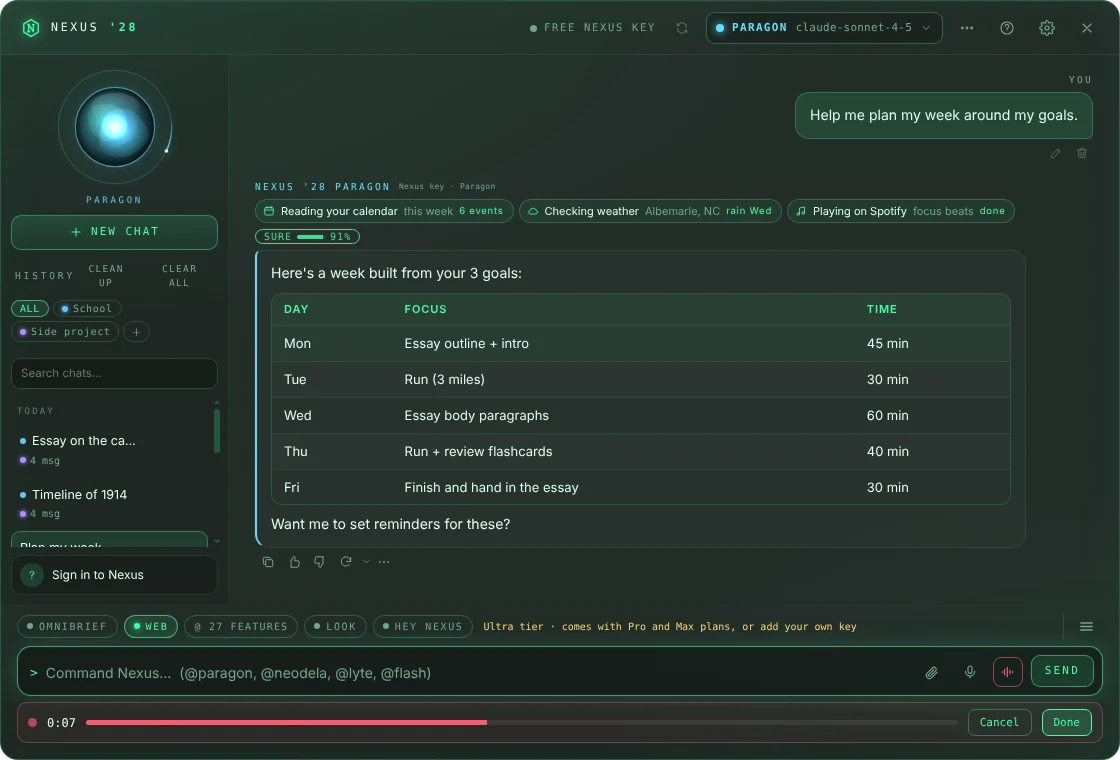 NEXUS '28
FREE NEXUS KEY
PARAGON claude-sonnet-4-5
PARAGON
+ NEW CHAT
HISTORY CLEAN UP CLEAR ALL
ALL School
Side project +
Search chats...
TODAY
Essay on the ca...
4 msg
Timeline of 1914
4 msg
Plan my week
? Sign in to Nexus
YOU
Help me plan my week around my goals.
NEXUS '28 PARAGON Nexus key · Paragon
Reading your calendar this week 6 events Checking weather Albemarle, NC rain Wed Playing on Spotify focus beats done
SURE 91%
Here's a week built from your 3 goals:
DAY FOCUS TIME
Mon Essay outline + intro 45 min
Tue Run (3 miles) 30 min
Wed Essay body paragraphs 60 min
Thu Run + review flashcards 40 min
Fri Finish and hand in the essay 30 min
Want me to set reminders for these?
OMNIBRIEF WEB @ 27 FEATURES LOOK HEY NEXUS Ultra tier · comes with Pro and Max plans, or add your own key
> Command Nexus... (@paragon, @neodela, @lyte, @flash) SEND
0:07 Cancel Done